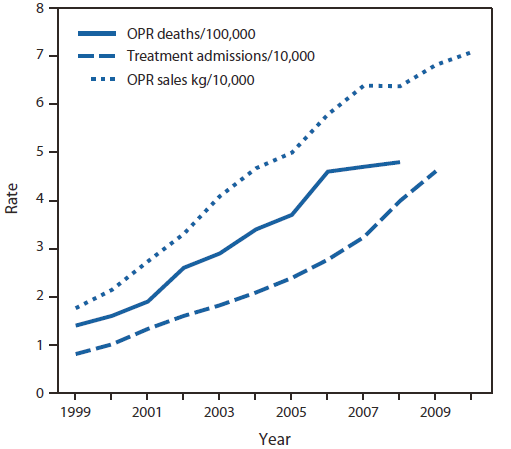 8
7
6
5
4
3
2
1
0
Rate
OPR deaths/100,000
Treatment admissions/10,000
OPR sales kg/10,000
1999 2001 2003 2005 2007 2009
Year